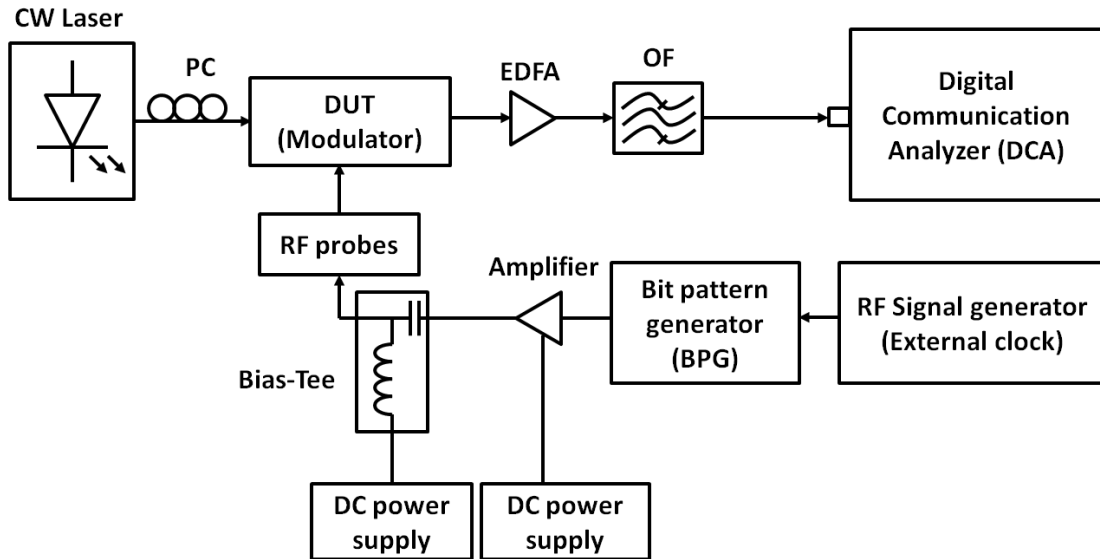 CW Laser
PC
DUT
(Modulator)
EDFA
OF
Digital
Communication
Analyzer (DCA)
RF probes
Amplifier
Bit pattern
generator
(BPG)
RF Signal generator
(External clock)
Bias-Tee
DC power
supply
DC power
supply